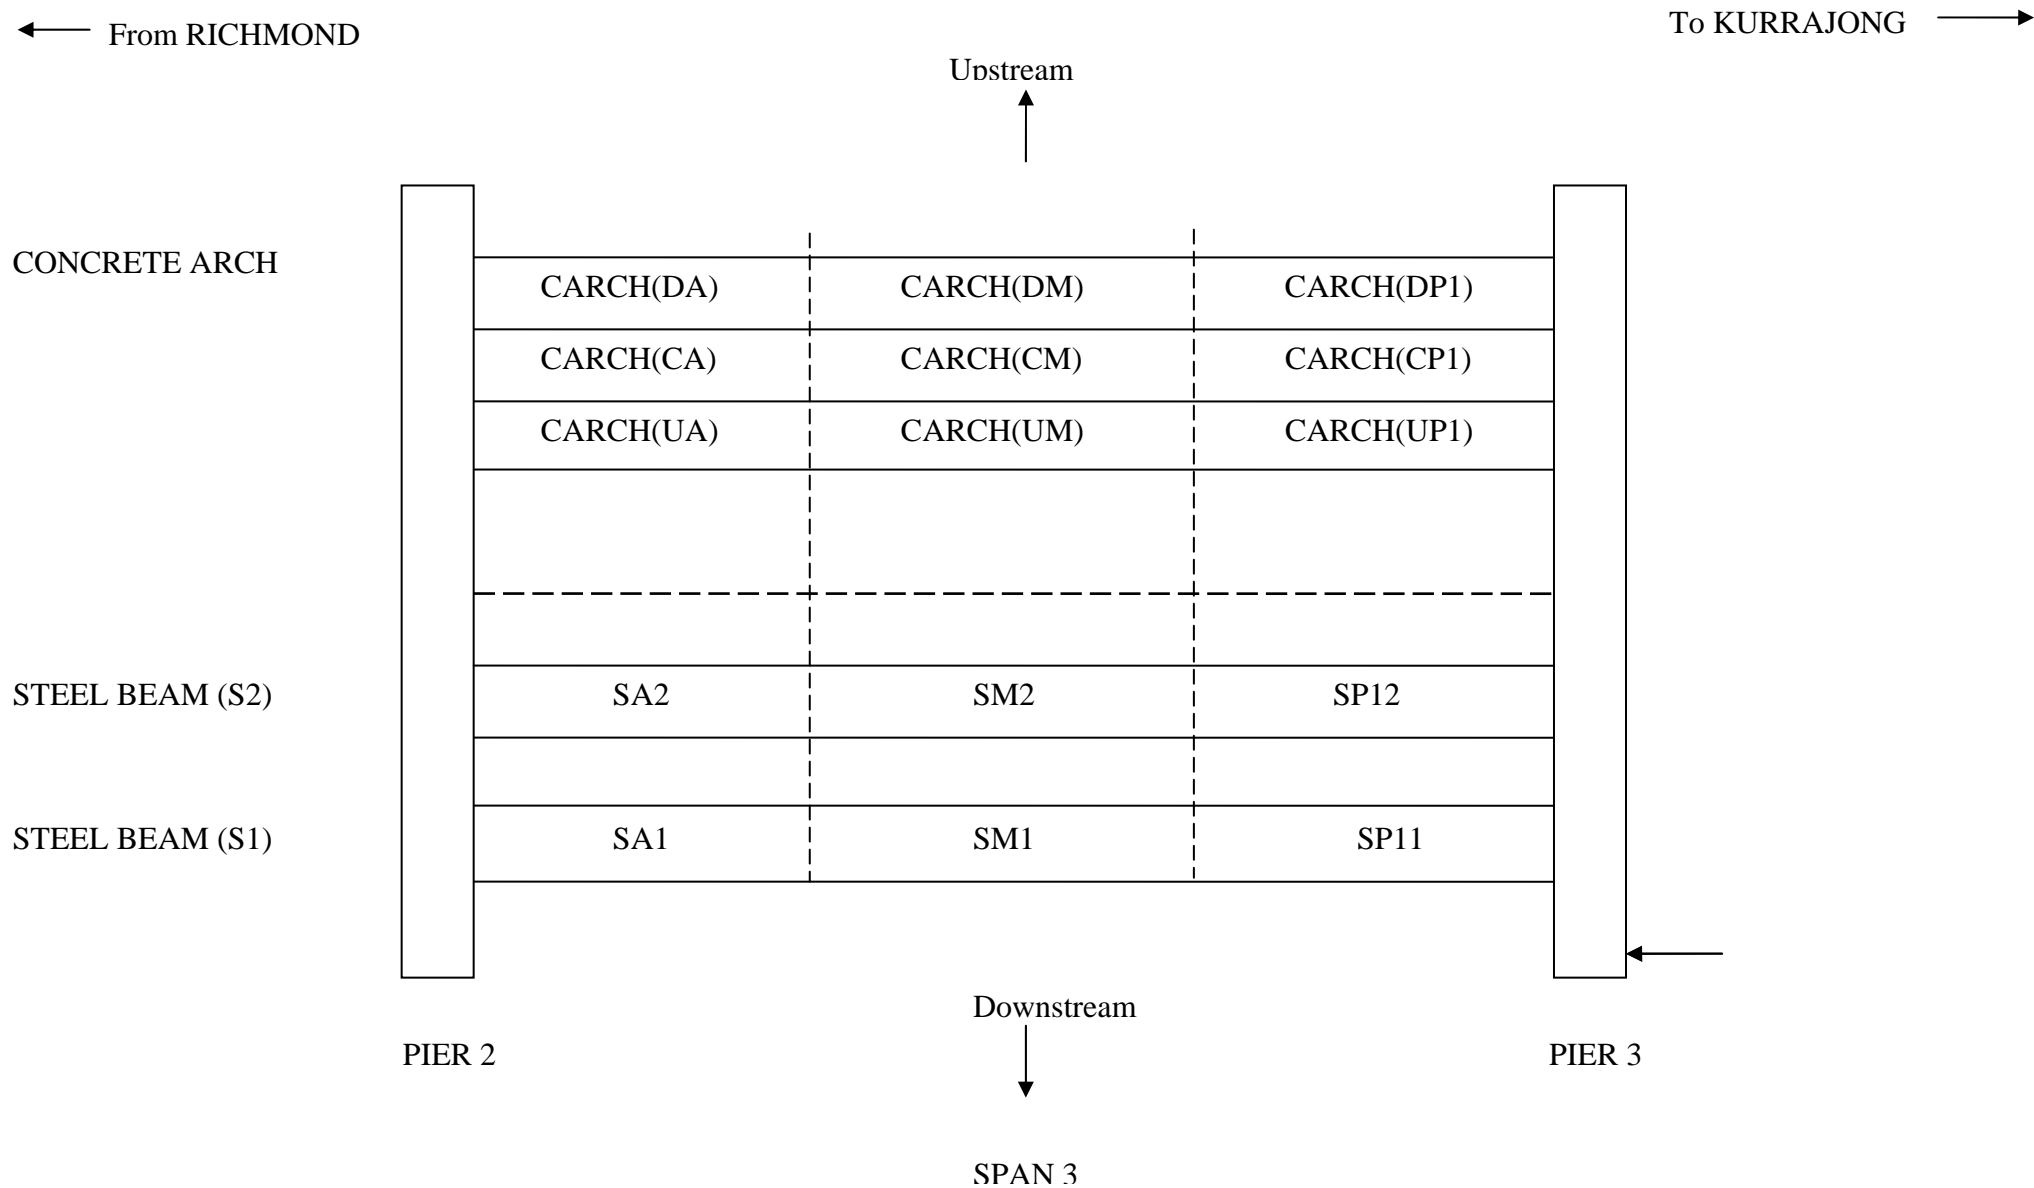 From RICHMOND
To KURRAJONG
Upstream
CONCRETE ARCH
CARCH(DA) CARCH(DM) CARCH(DP1)
CARCH(CA) CARCH(CM) CARCH(CP1)
CARCH(UA) CARCH(UM) CARCH(UP1)
STEEL BEAM (S2) SA2 SM2 SP12
STEEL BEAM (S1) SA1 SM1 SP11
Downstream
PIER 2 PIER 3
SPAN 3